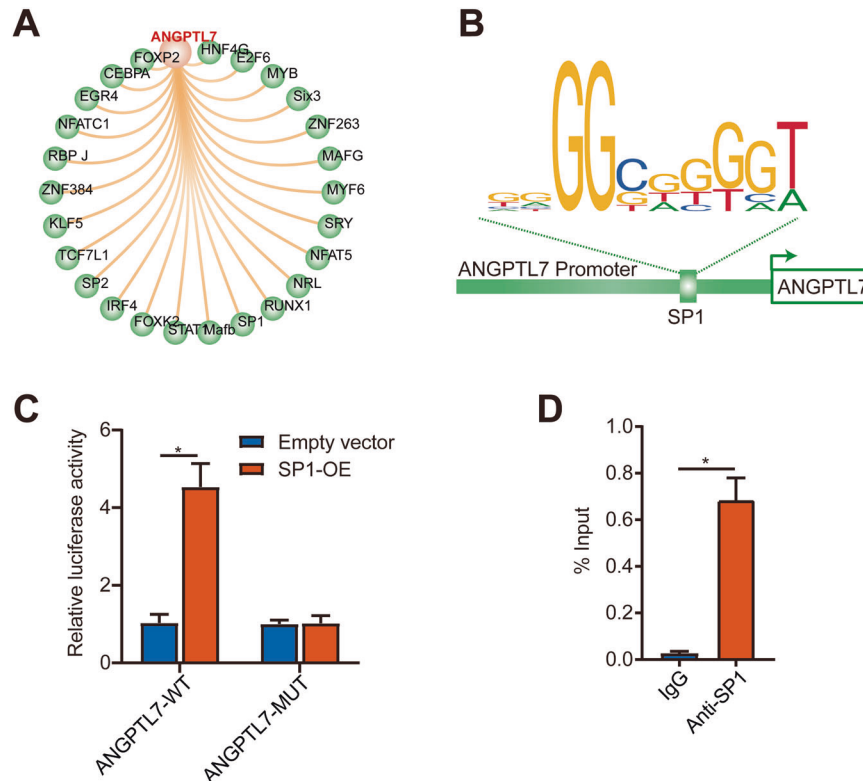 A
ANGPTL7
FOXP2
HNF4G
CEBPA
E2F6
EGR4
MYB
NFATC1
Six3
RBP J
ZNF263
ZNF384
MAFG
KLF5
MYF6
TCF7L1
SRY
SP2
NFAT5
IRF4
NRL
FOXK2
RUNX1
STAT
Mafb
SP1
B
GGCGGGGT
GTACTTCAA
ANGPTL7 Promoter
SP1
ANGPTL7
C
Relative luciferase activity
6
4
2
0
*
Empty vector
SP1-OE
ANGPTL7-WT
ANGPTL7-MUT
D
% Input
1.0
0.8
0.6
0.4
0.2
0.0
*
IgG
Anti-SP1